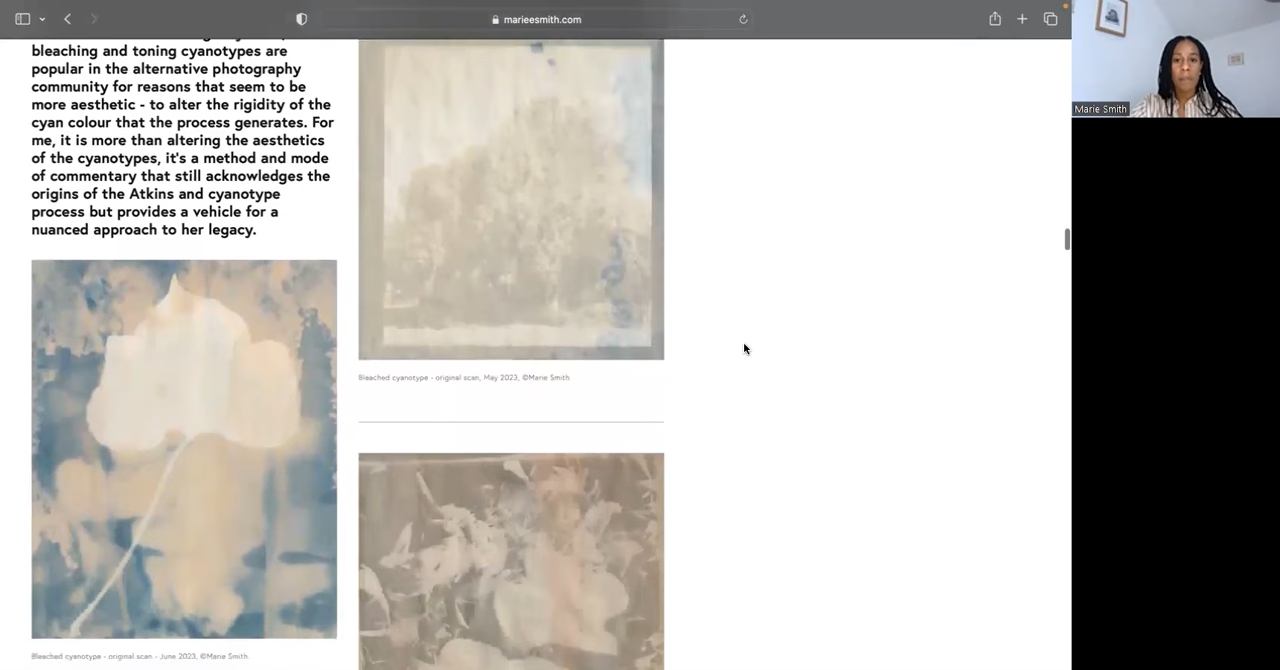 marieesmith.com
Marie Smith
bleaching and toning cyanotypes are
popular in the alternative photography
community for reasons that seem to be
more aesthetic - to alter the rigidity of the
cyan colour that the process generates. For
me, it is more than altering the aesthetics
of the cyanotypes, it's a method and mode
of commentary that still acknowledges the
origins of the Atkins and cyanotype
process but provides a vehicle for a
nuanced approach to her legacy.
Bleached cyanotype - original scan, May 2023, ©Marie Smith
Bleached cyanotype - original scan - June 2023, ©Marie Smith